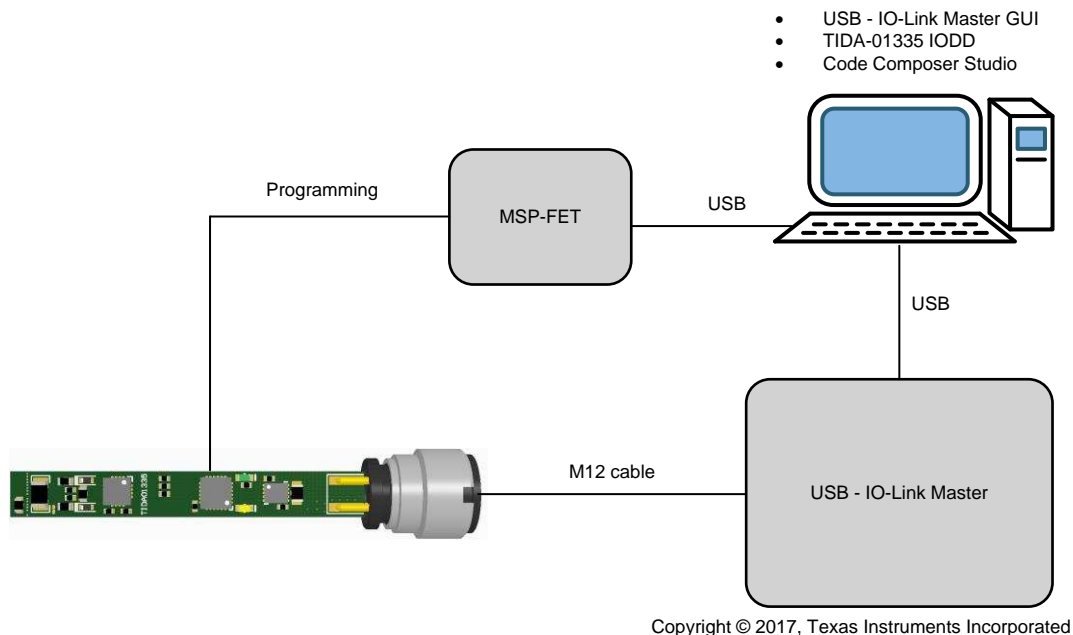 • USB - IO-Link Master GUI
• TIDA-01335 IODD
• Code Composer Studio
Programming
MSP-FET
USB
USB
M12 cable
TIDA01335
USB - IO-Link Master
Copyright © 2017, Texas Instruments Incorporated